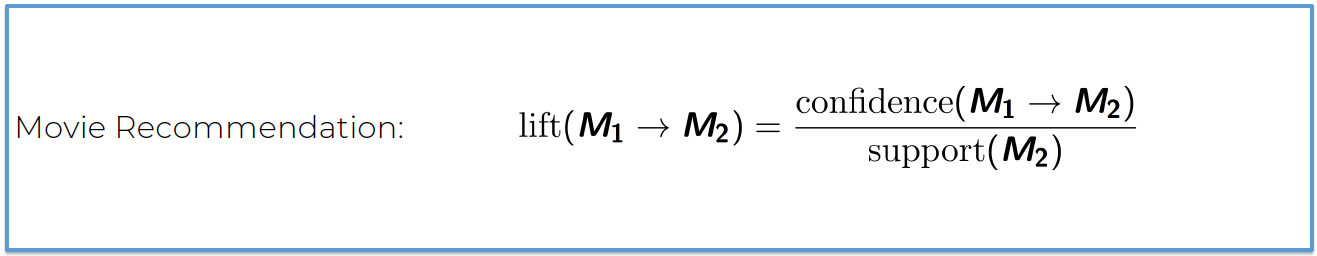 Movie Recommendation: lift(M₁ → M₂) = confidence(M₁ → M₂) / support(M₂)